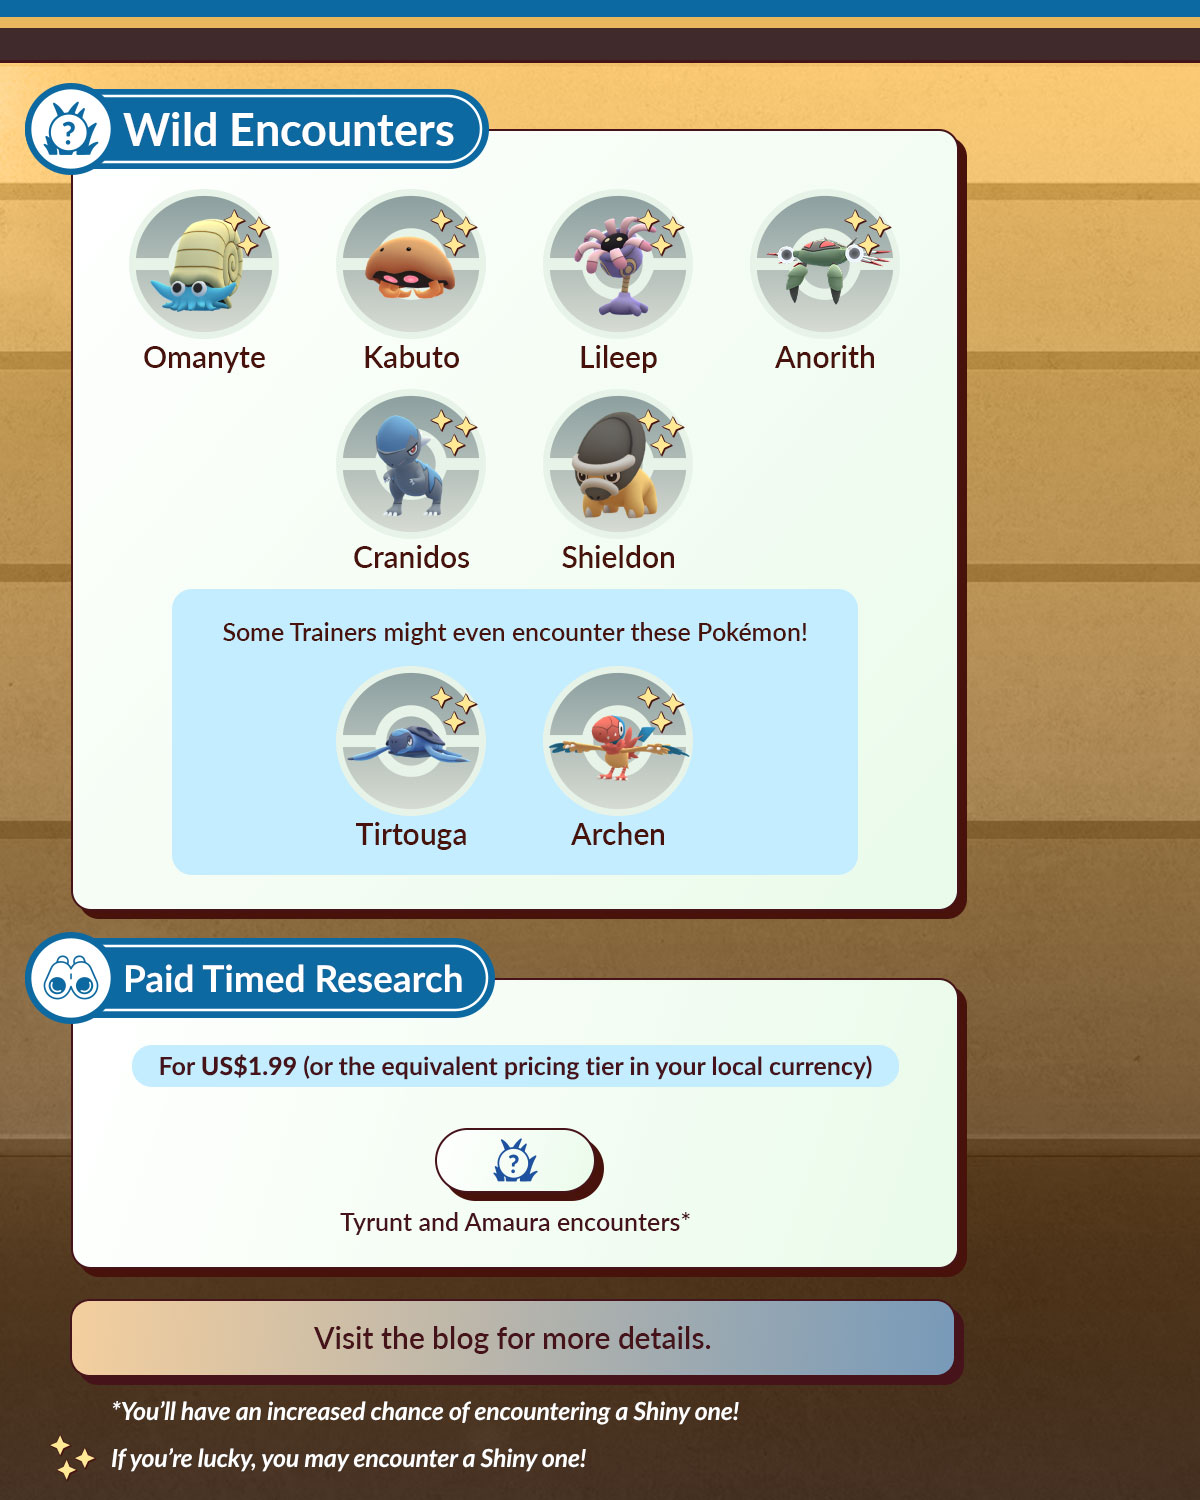 Wild Encounters
Omanyte
Kabuto
Lileep
Anorith
Cranidos
Shieldon
Some Trainers might even encounter these Pokémon!
Tirtouga
Archen
Paid Timed Research
For US$1.99 (or the equivalent pricing tier in your local currency)
Tyrunt and Amaura encounters*
Visit the blog for more details.
*You'll have an increased chance of encountering a Shiny one!
If you're lucky, you may encounter a Shiny one!